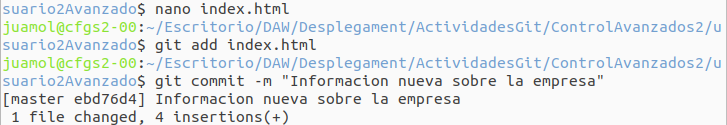 suario2Avanzado$ nano index.html
juamol@cfgs2-00:~/Escritorio/DAW/Desplegament/ActividadesGit/ControlAvanzados2/u
suario2Avanzado$ git add index.html
juamol@cfgs2-00:~/Escritorio/DAW/Desplegament/ActividadesGit/ControlAvanzados2/u
suario2Avanzado$ git commit -m "Informacion nueva sobre la empresa"
[master ebd76d4] Informacion nueva sobre la empresa
 1 file changed, 4 insertions(+)